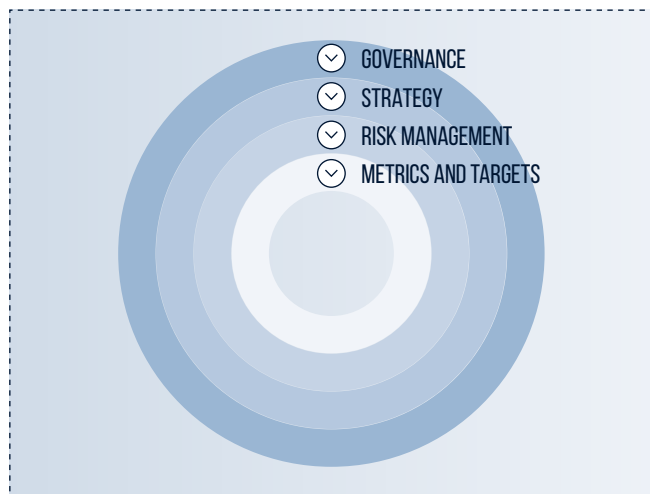 GOVERNANCE
STRATEGY
RISK MANAGEMENT
METRICS AND TARGETS